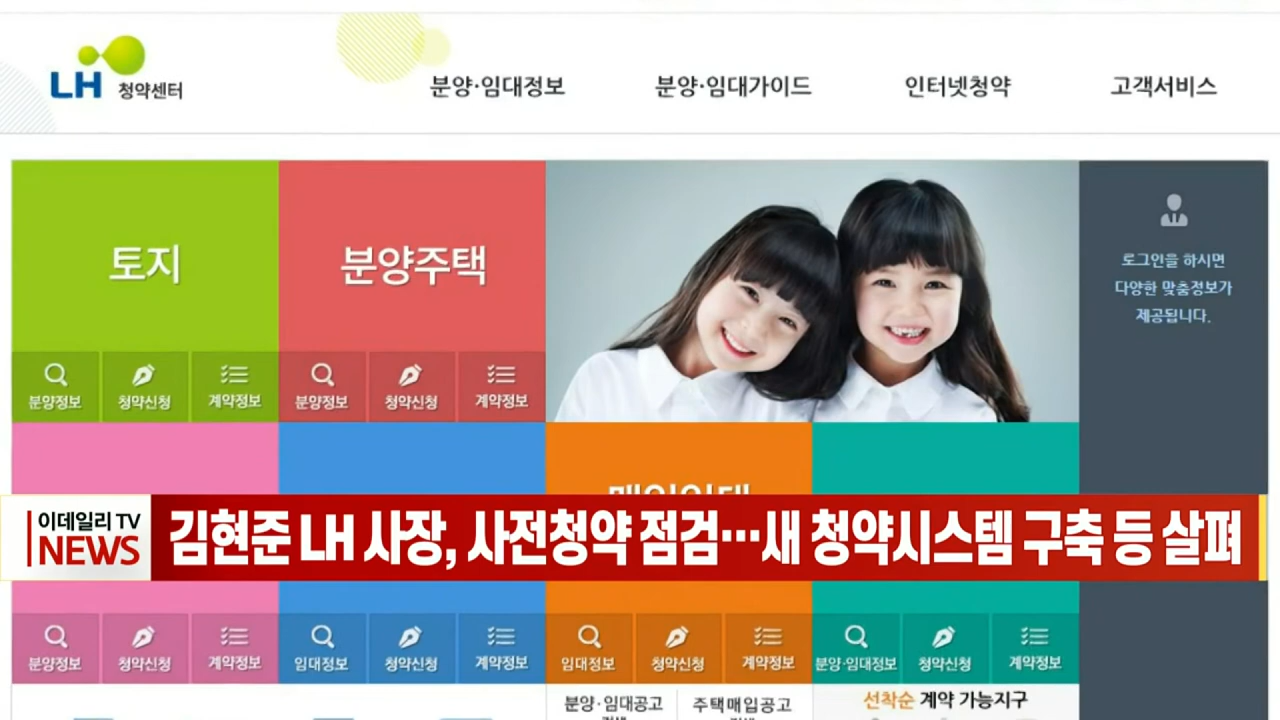 LH 청약센터
분양·임대정보
분양·임대가이드
인터넷청약
고객서비스
토지
분양주택
로그인을 하시면
다양한 맞춤정보가
제공됩니다.
분양정보
청약신청
계약정보
분양정보
청약신청
계약정보
이데일리 TV
NEWS
김현준 LH 사장, 사전청약 점검…새 청약시스템 구축 등 살펴
분양정보
청약신청
계약정보
임대정보
청약신청
계약정보
임대정보
청약신청
계약정보
분양·임대정보
청약신청
계약정보
분양·임대공고
주택매입공고
선착순 계약 가능지구